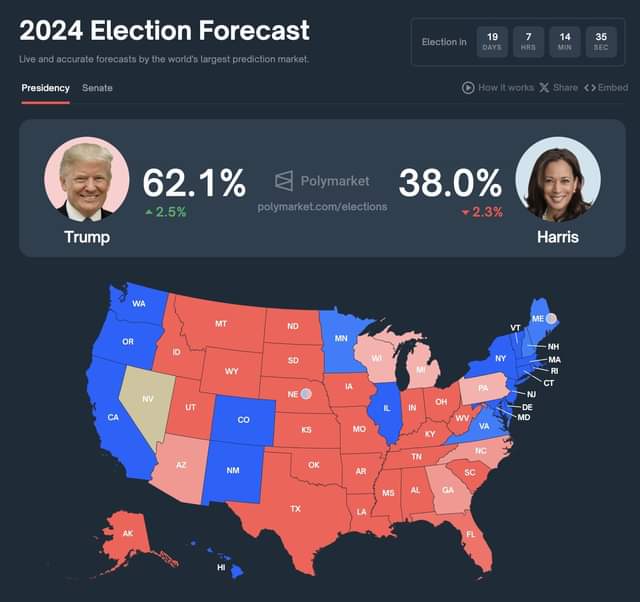 2024 Election Forecast
Live and accurate forecasts by the world's largest prediction market.
Election in
19 7 14 35
DAYS HRS MIN SEC
Presidency Senate
How it works Share Embed
62.1% Polymarket 38.0%
2.5% polymarket.com/elections 2.3%
Trump Harris
WA
OR
CA
NV
ID
MT
WY
UT
AZ
CO
NM
ND
SD
NE
KS
OK
TX
MN
IA
MO
AR
LA
WI
IL
MI
IN
OH
KY
TN
MS
AL
GA
FL
SC
NC
VA
WV
PA
NY
VT
ME
NH
MA
RI
CT
NJ
DE
MD
AK
HI